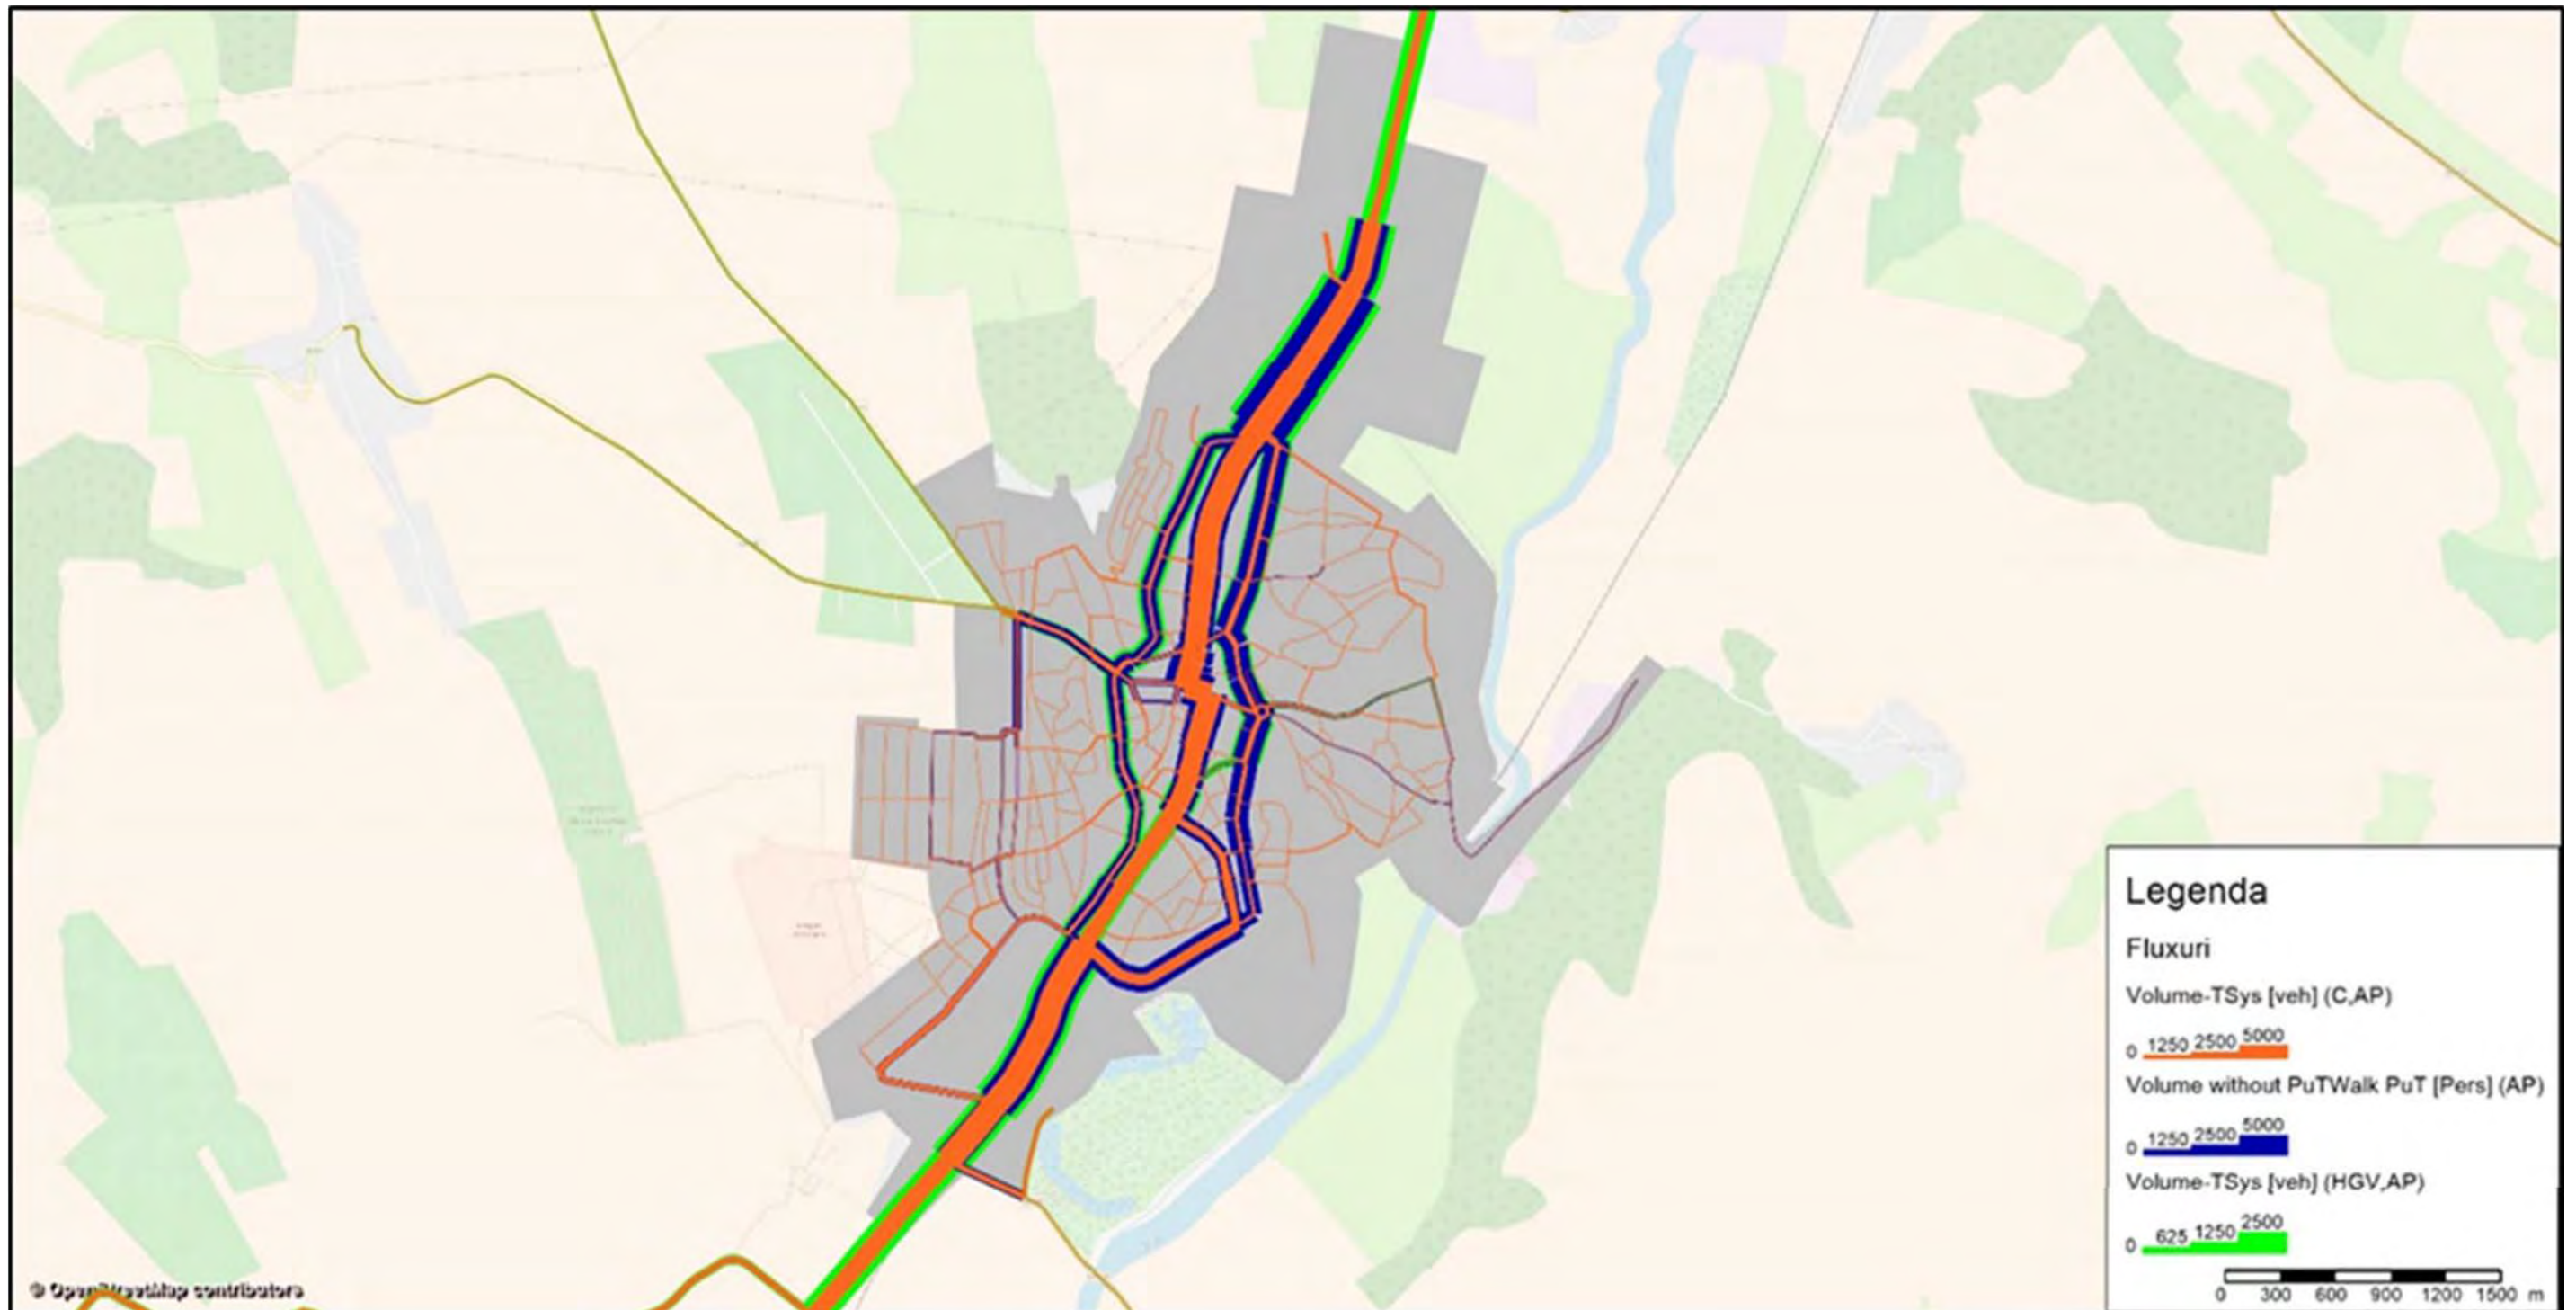 Legenda
Fluxuri
Volume-TSys [veh] (C,AP)
0 1250 2500 5000
Volume without PuTWalk PuT [Pers] (AP)
0 1250 2500 5000
Volume-TSys [veh] (HGV,AP)
0 625 1250 2500
0 300 600 900 1200 1500 m
© OpenStreetMap contributors